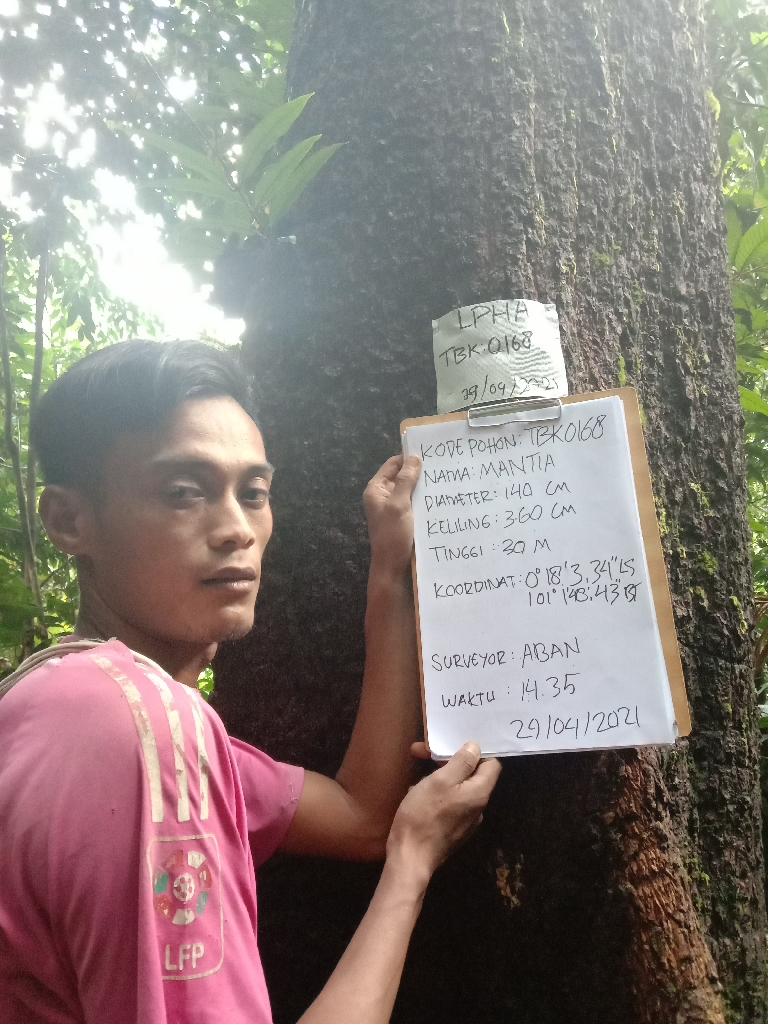 LPHA
TBK:0168
29/04/2021
KODE POHON: TBK0168
NAMA: MANTIA
DIAMETER: 140 CM
KELILING: 360 CM
TINGGI: 30 M
KOORDINAT: 0° 18' 3, 34" LS
101° 1'48', 43" BT
SURVEYOR: ABAN
WAKTU : 14.35
29/04/2021
LFP